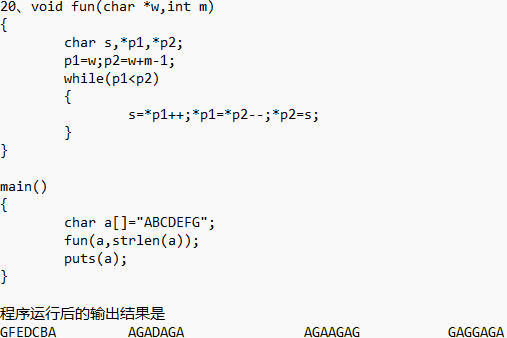 20、void fun(char *w,int m)
{
char s,*p1,*p2;
p1=w;p2=w+m-1;
while(p1<p2)
{
s=*p1++;*p1=*p2--;*p2=s;
}
}
main()
{
char a[]="ABCDEFG";
fun(a,strlen(a));
puts(a);
}
程序运行后的输出结果是
GFEDCBA AGADAGA AGAAGAG GAGGAGA